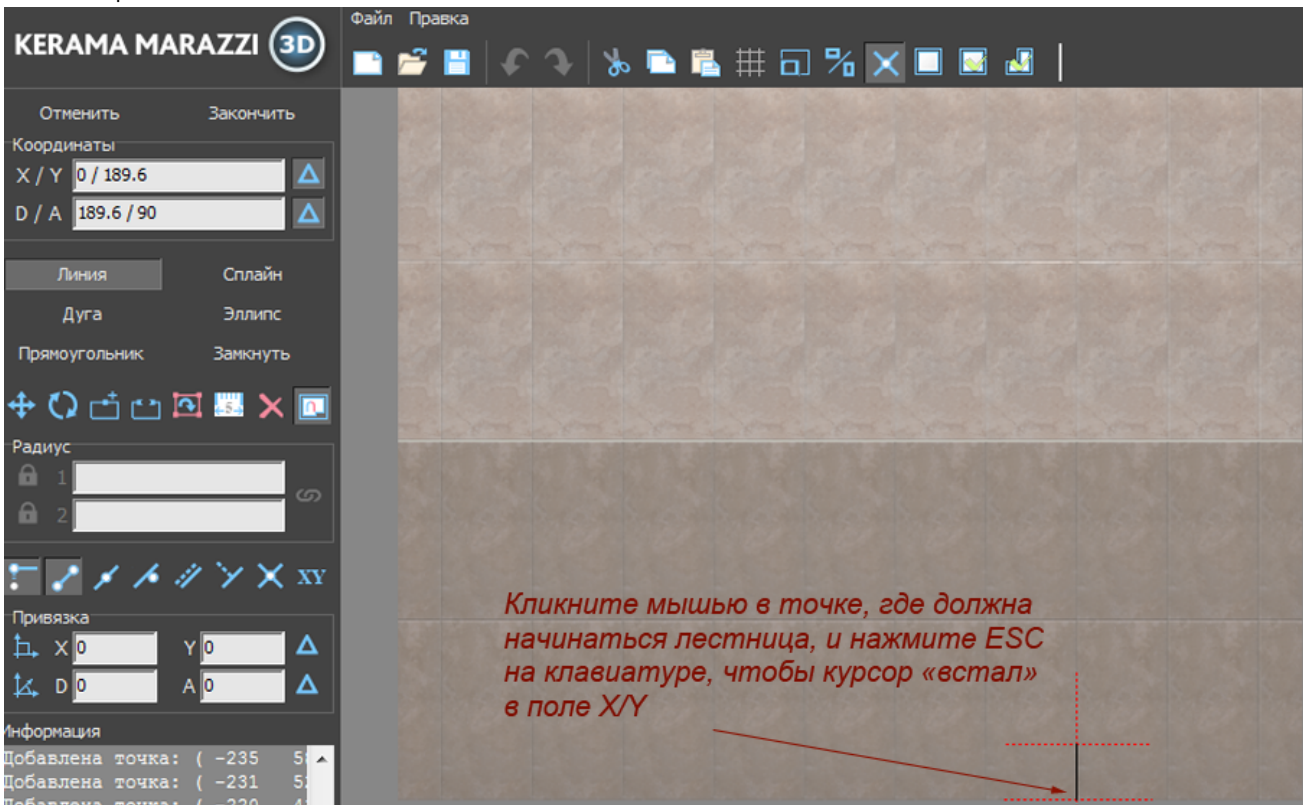 Файл Правка
KERAMA MARAZZI 3D
Отменить Закончить
Координаты
X / Y 0 / 189.6
D / A 189.6 / 90
Линия Сплайн
Дуга Эллипс
Прямоугольник Замкнуть
5
Радиус
1
2
XY
Привязка
X 0 Y 0
D 0 A 0
Информация
Добавлена точка: ( -235
Добавлена точка: ( -231
Кликните мышью в точке, где должна
начинаться лестница, и нажмите ESC
на клавиатуре, чтобы курсор «встал»
в поле X/Y